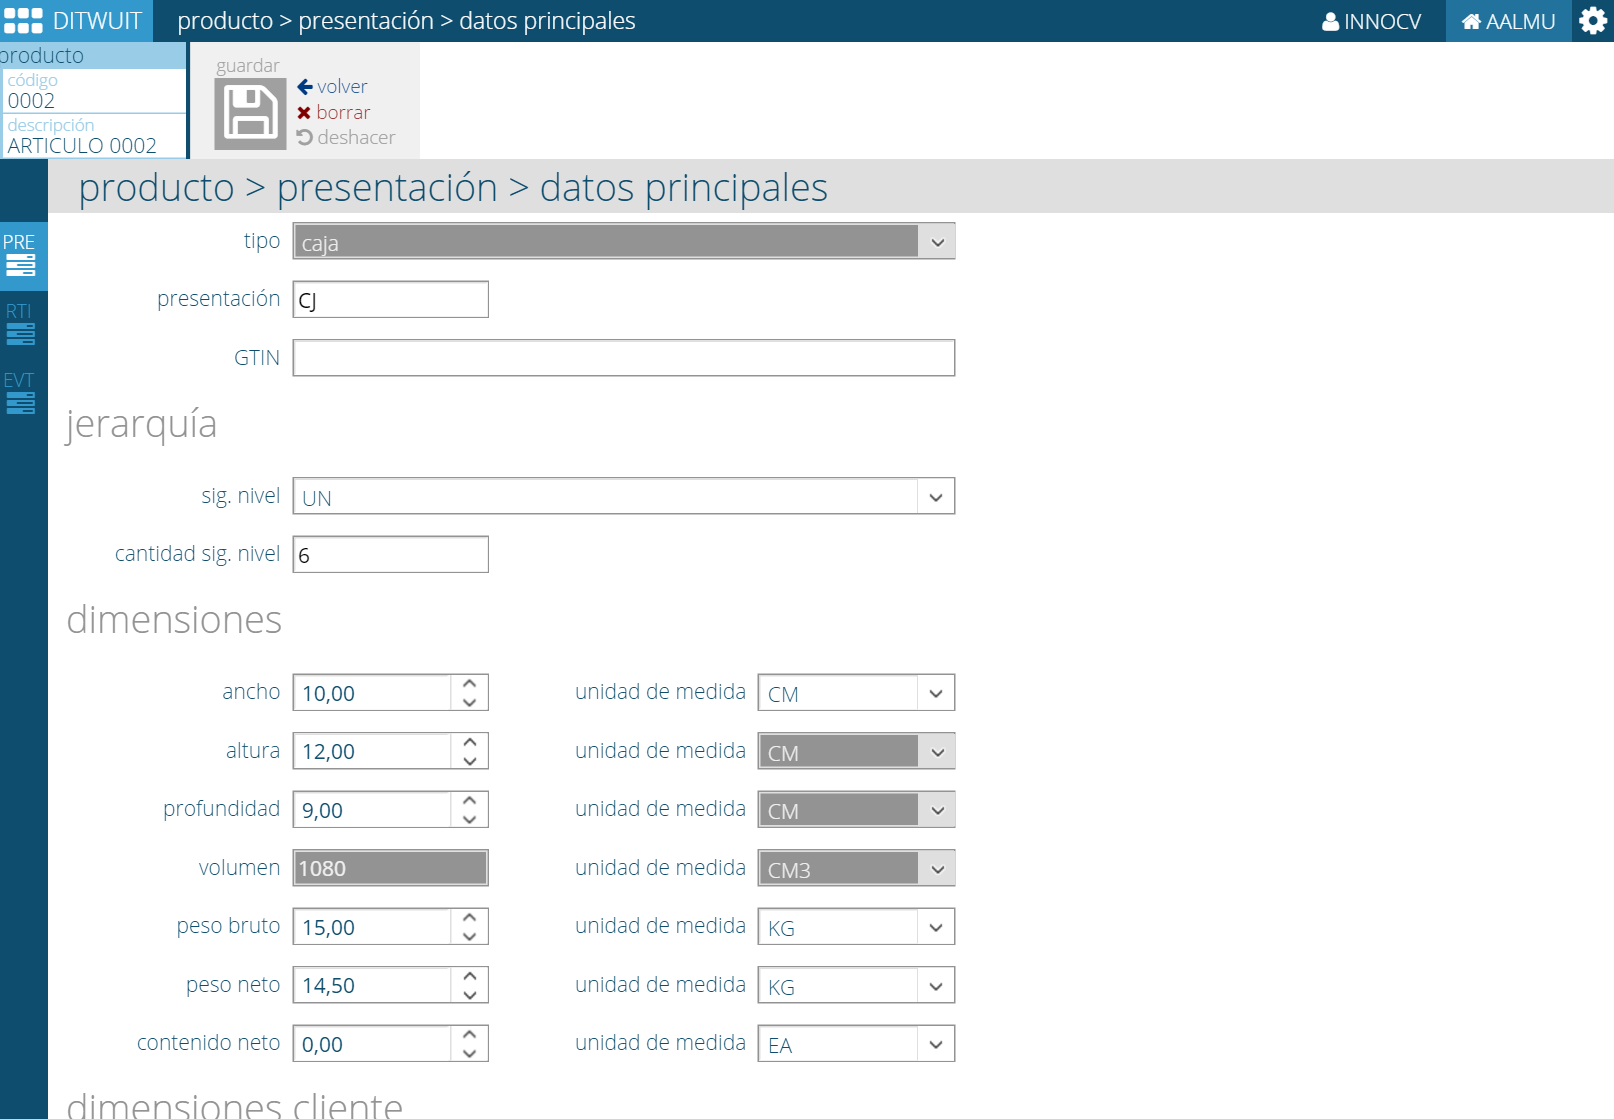 DITWUIT producto > presentación > datos principales INNOCV AALMU
producto
código
0002
descripción
ARTICULO 0002
guardar
volver
borrar
deshacer
producto > presentación > datos principales
PRE
RTI
EVT
tipo caja
presentación CJ
GTIN
jerarquía
sig. nivel UN
cantidad sig. nivel 6
dimensiones
ancho 10,00 unidad de medida CM
altura 12,00 unidad de medida CM
profundidad 9,00 unidad de medida CM
volumen 1080 unidad de medida CM3
peso bruto 15,00 unidad de medida KG
peso neto 14,50 unidad de medida KG
contenido neto 0,00 unidad de medida EA
dimensiones cliente